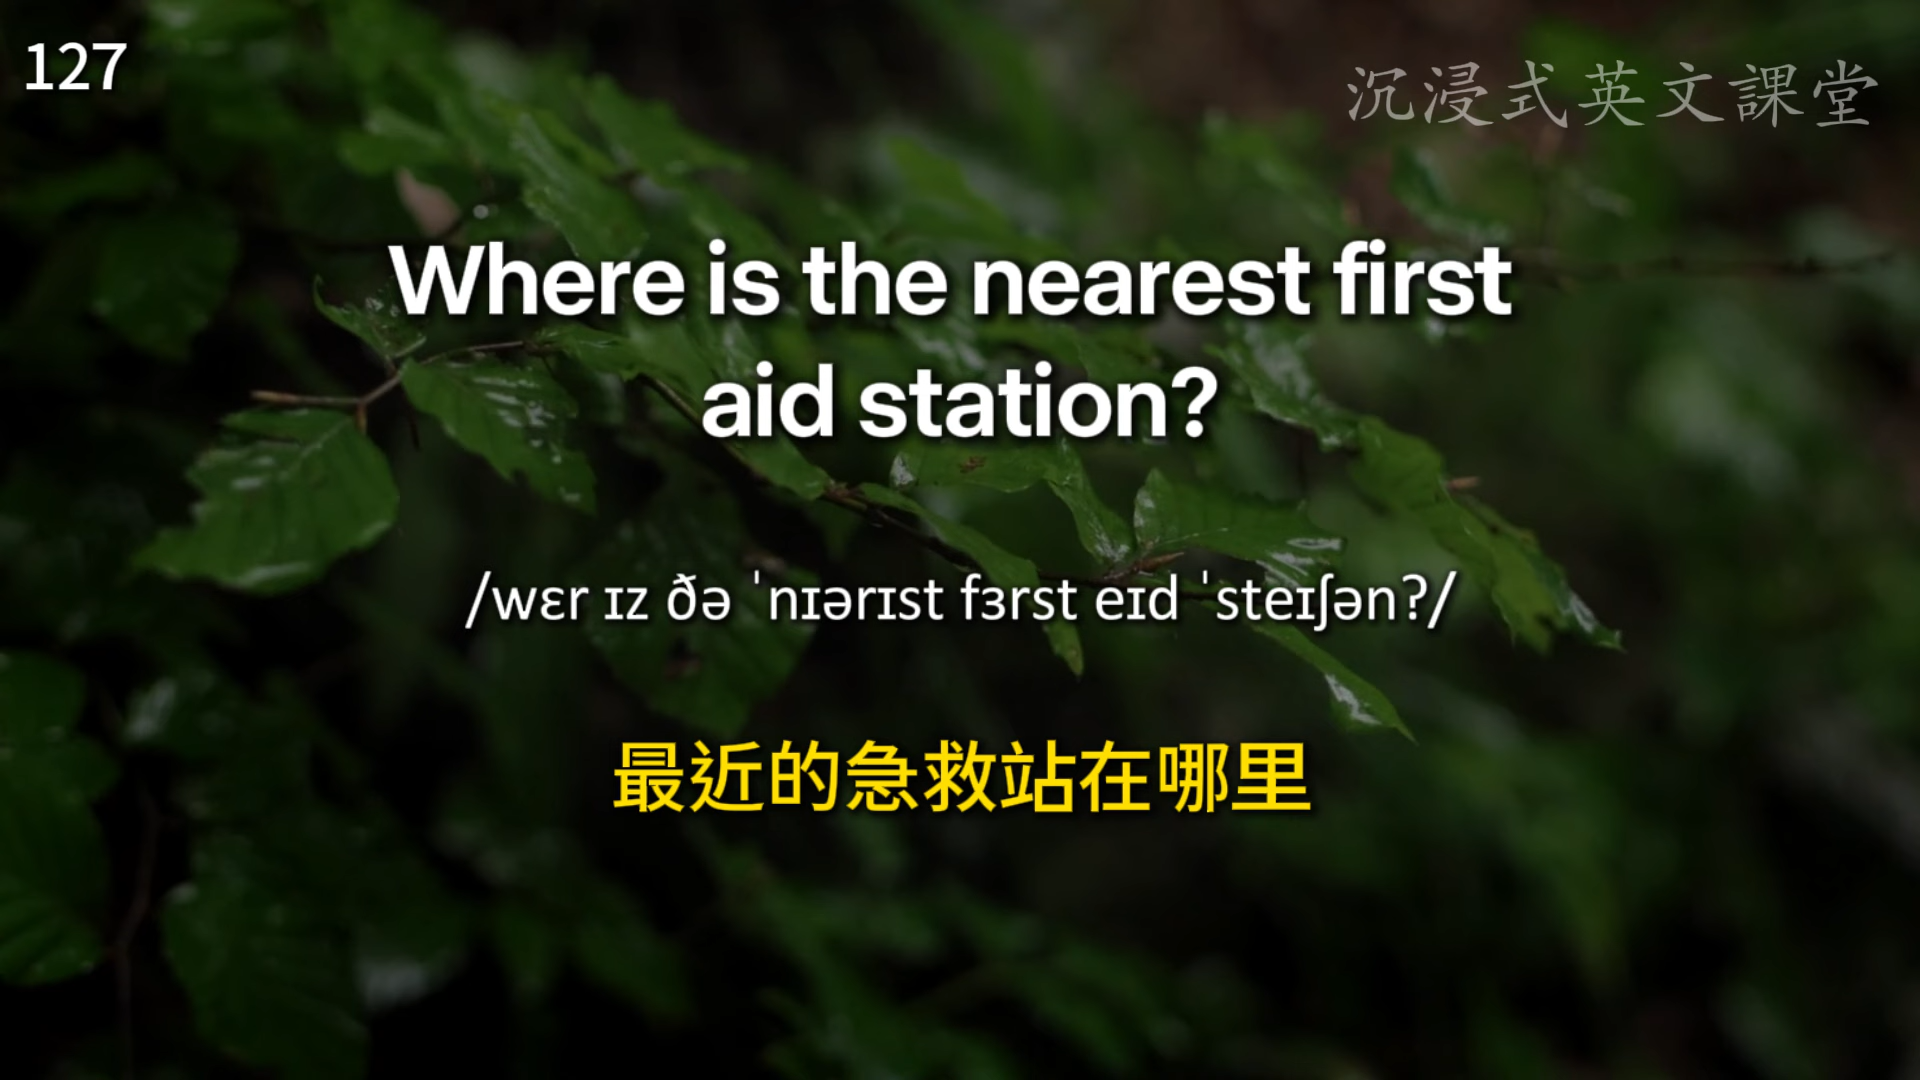 127
沉浸式英文課堂
Where is the nearest first
aid station?
/wɛr ɪz ðə ˈnɪərɪst fɜrst eɪd ˈsteɪʃən?/
最近的急救站在哪里